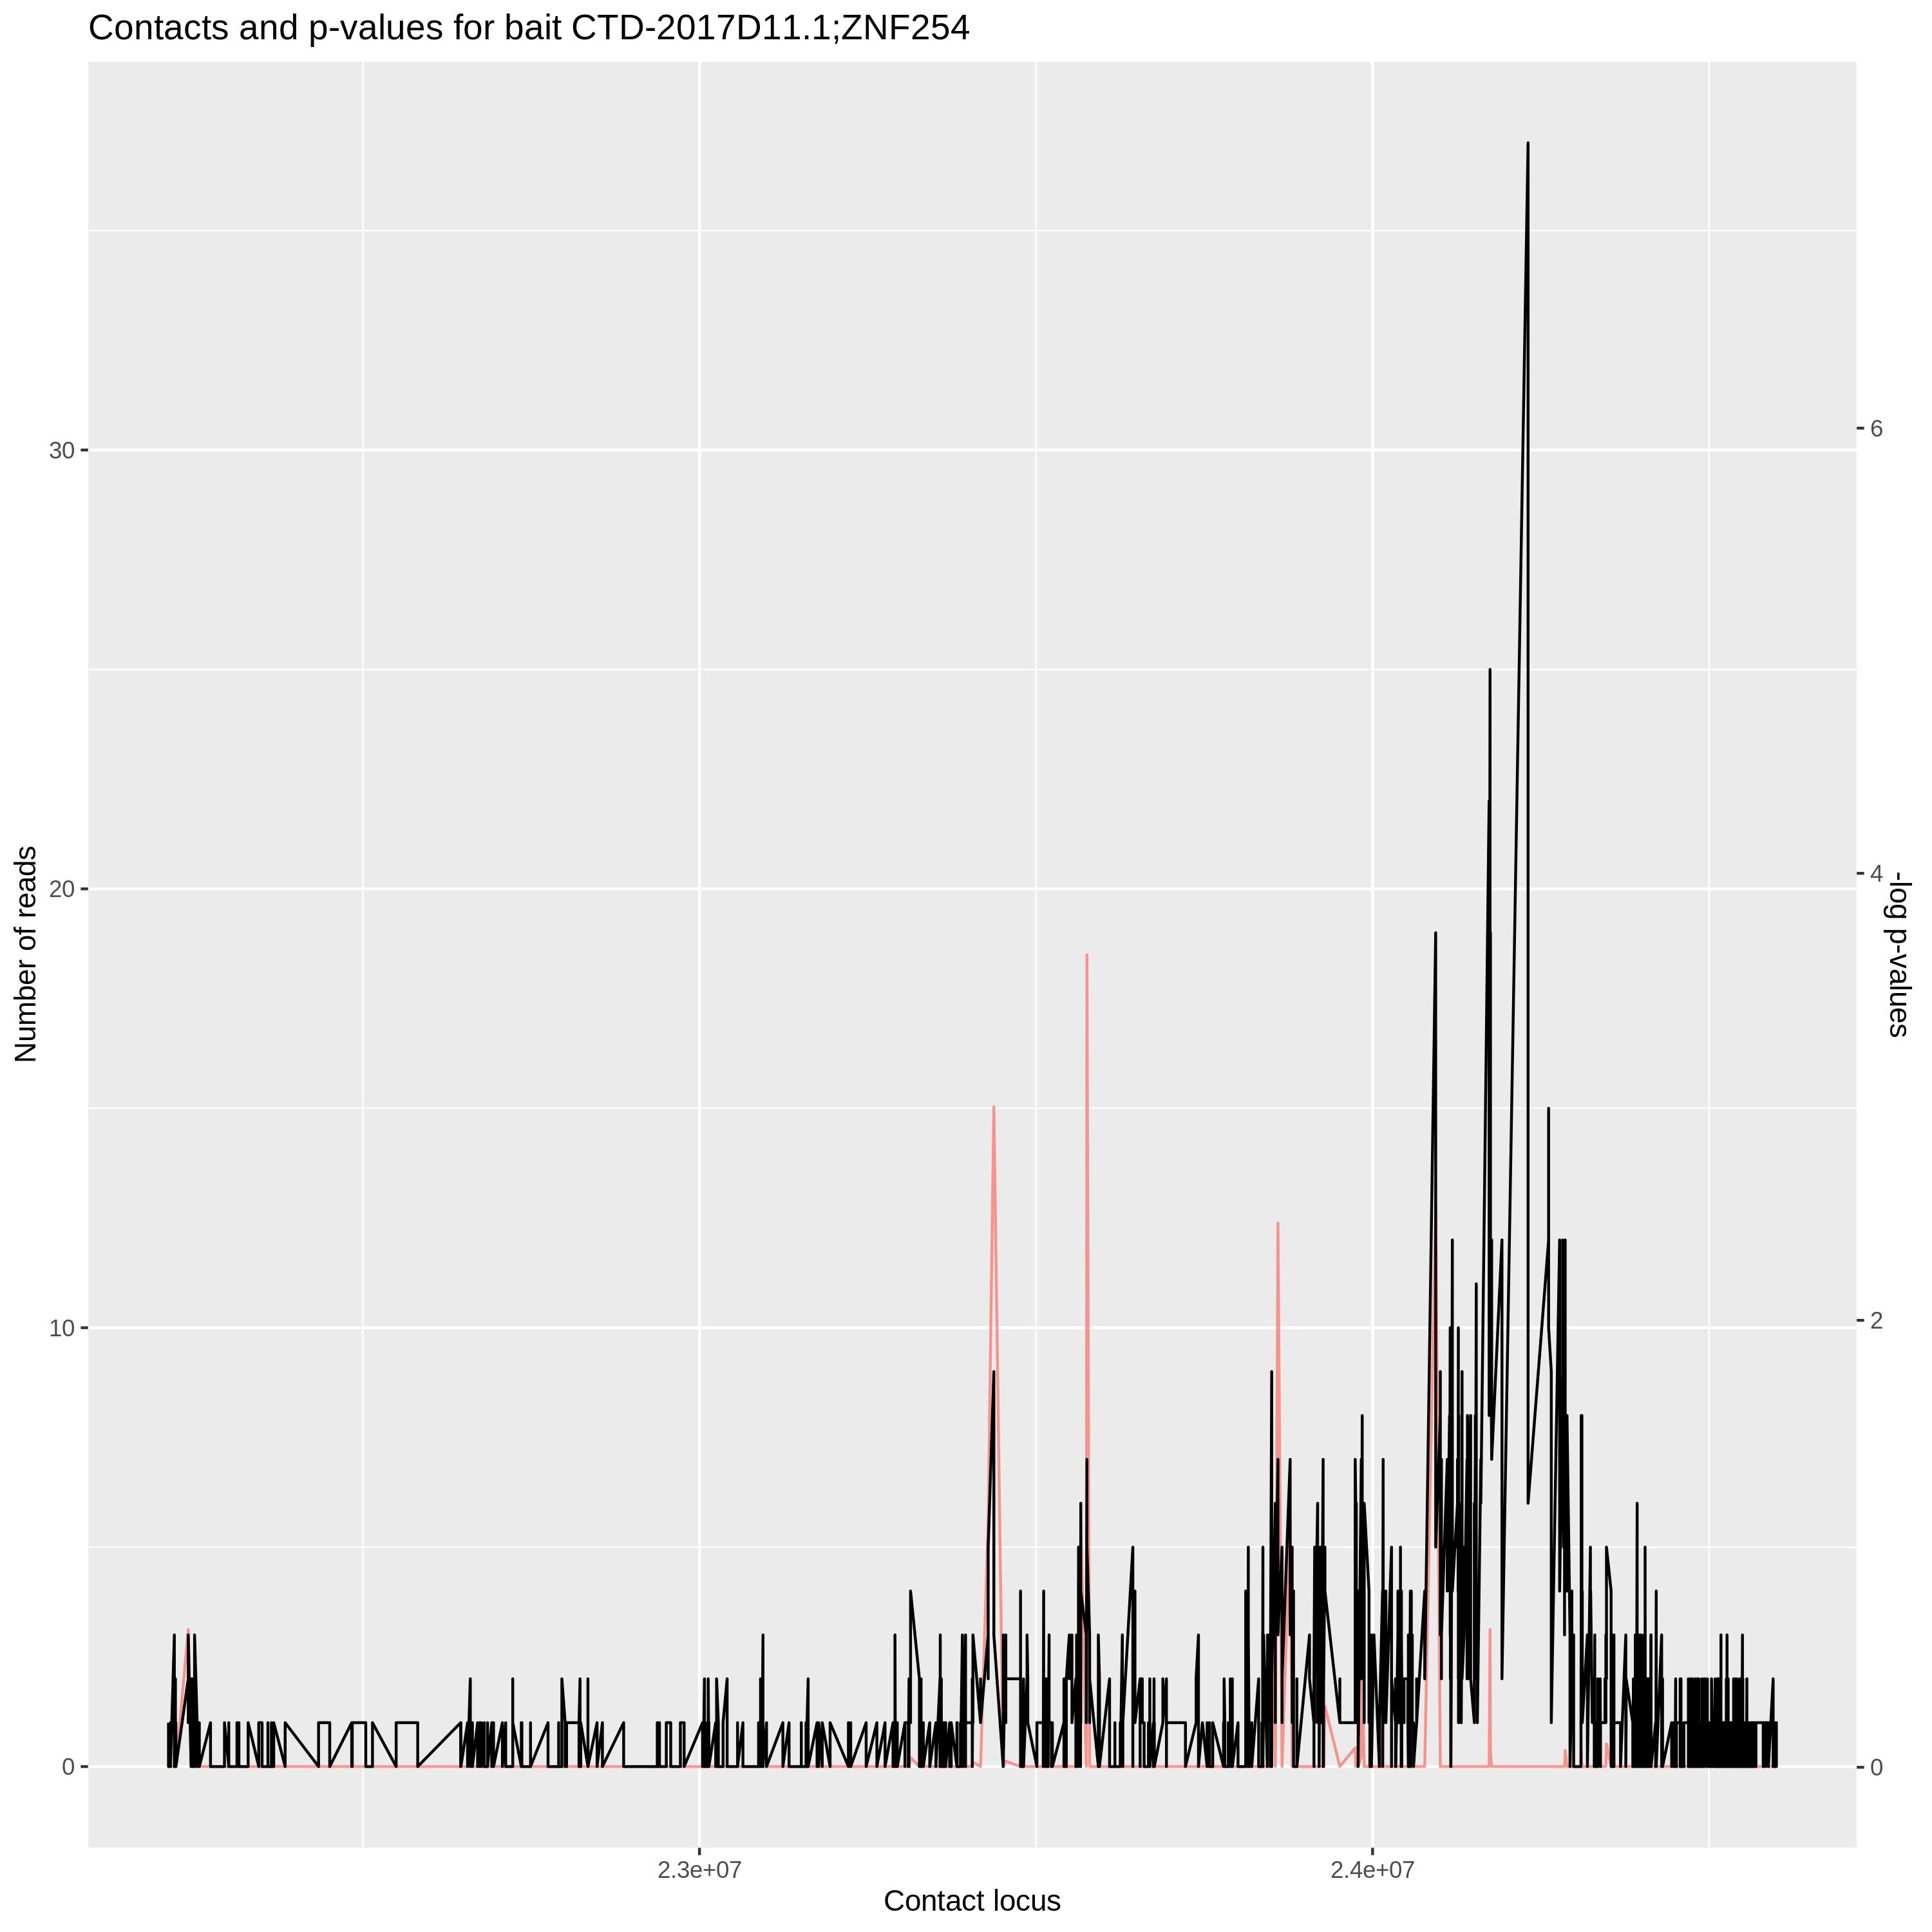 Contacts and p-values for bait CTD-2017D11.1;ZNF254
30
20
10
0
6
4
2
0
Number of reads
-log p-values
2.3e+07
2.4e+07
Contact locus